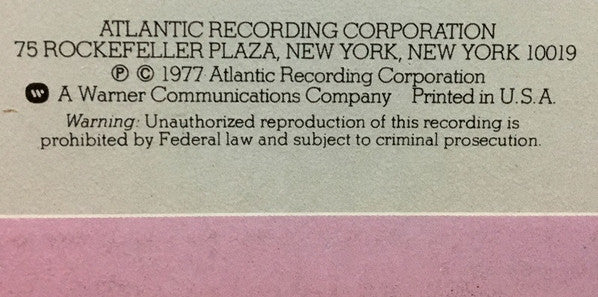 ATLANTIC RECORDING CORPORATION
75 ROCKEFELLER PLAZA, NEW YORK, NEW YORK 10019
℗ © 1977 Atlantic Recording Corporation
A Warner Communications Company Printed in U.S.A.
Warning: Unauthorized reproduction of this recording is
prohibited by Federal law and subject to criminal prosecution.